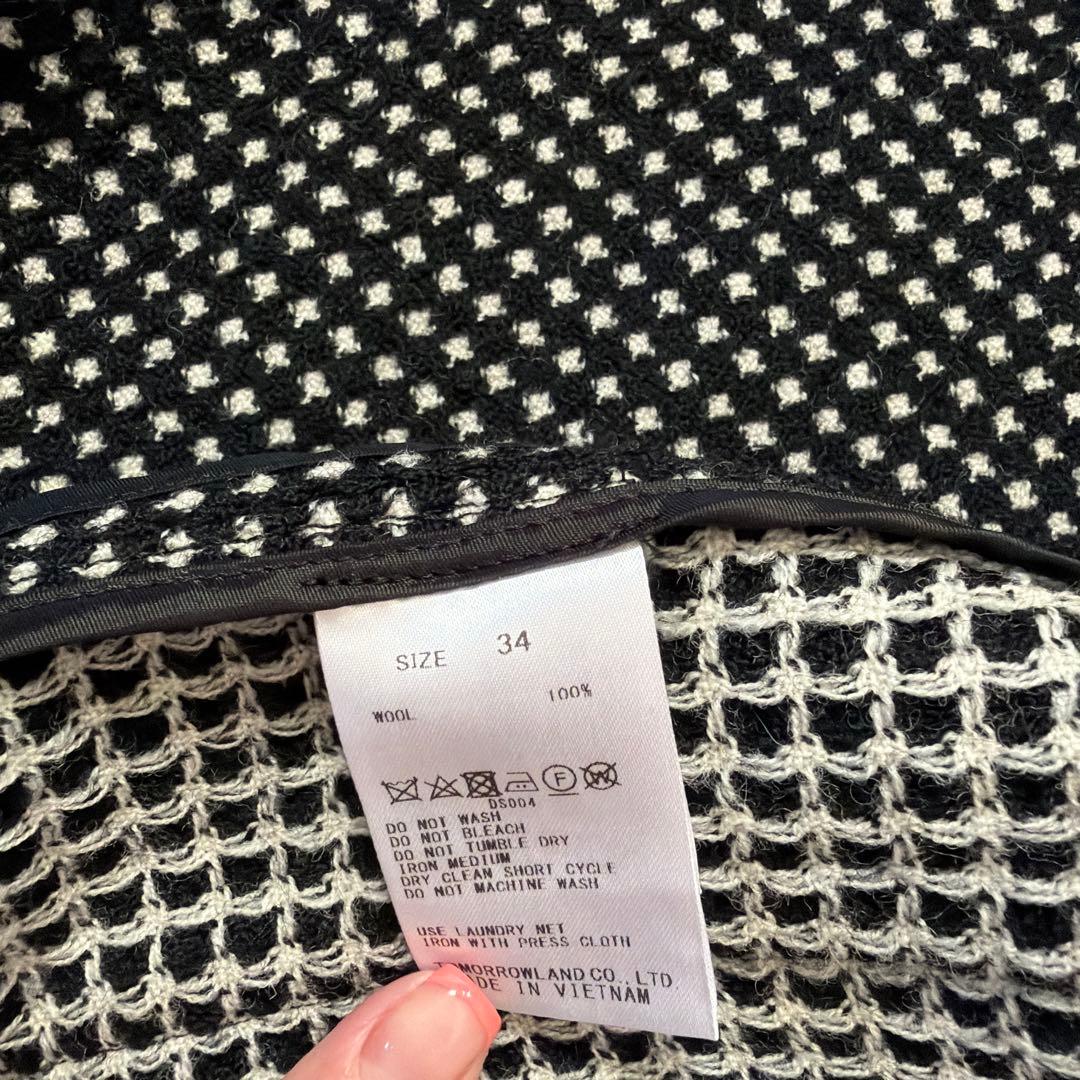 SIZE 34
WOOL 100%
F W
DS004
DO NOT WASH
DO NOT BLEACH
DO NOT TUMBLE DRY
IRON MEDIUM
DRY CLEAN SHORT CYCLE
DO NOT MACHINE WASH
USE LAUNDRY NET
IRON WITH PRESS CLOTH
TOMORROWLAND CO., LTD.
MADE IN VIETNAM